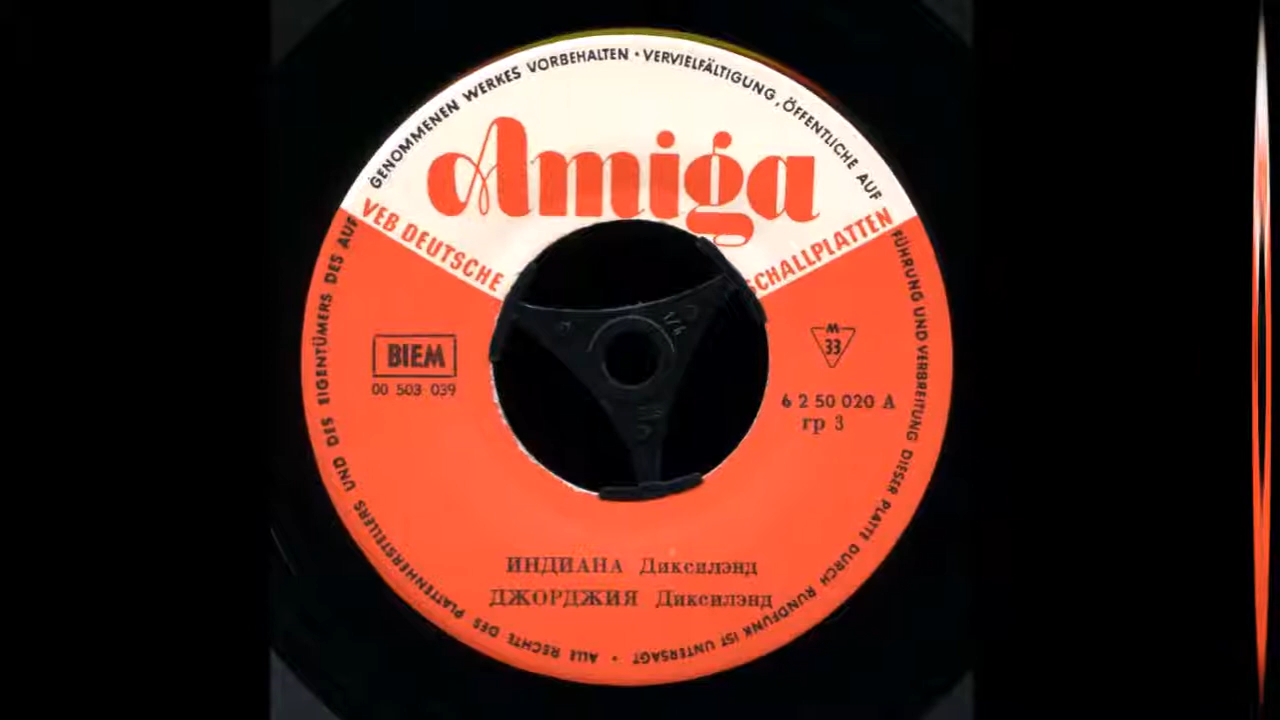 ALLE RECHTE DES PLATTENHERSTELLERS UND DES EIGENTÜMERS DES AUF GENOMMENEN WERKES VORBEHALTEN · VERVIELFÄLTIGUNG, ÖFFENTLICHE AUF FÜHRUNG UND VERBREITUNG DIESER PLATTE DURCH RUNDFUNK IST UNTERSAGT ·
Amiga
VEB DEUTSCHE SCHALLPLATTEN
BIEM
00 503 039
M
33
6 2 50 020 A
гр 3
ИНДИАНА Диксилэнд
ДЖОРДЖИЯ Диксилэнд